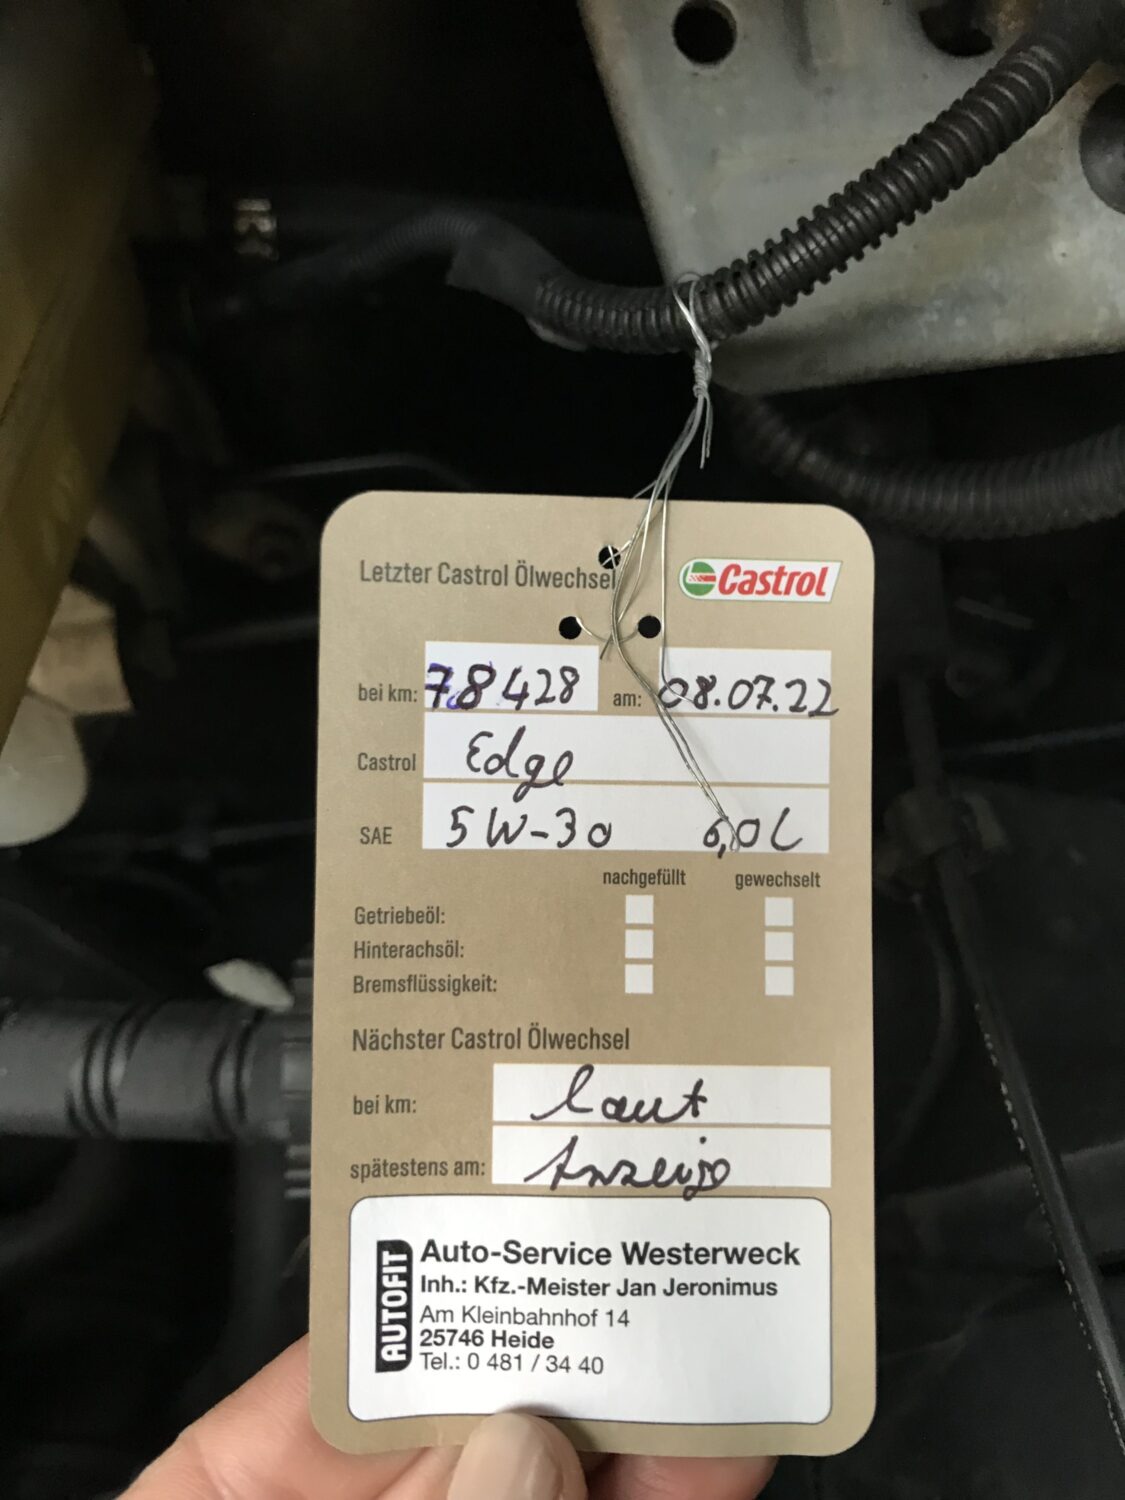 Letzter Castrol Ölwechsel Castrol
bei km: 78428 am: 08.07.22
Castrol Edge
SAE 5W-30 6,0L
nachgefüllt gewechselt
Getriebeöl:
Hinterachsöl:
Bremsflüssigkeit:
Nächster Castrol Ölwechsel
bei km: laut
spätestens am: Anzeige
AUTOFIT
Auto-Service Westerweck
Inh.: Kfz.-Meister Jan Jeronimus
Am Kleinbahnhof 14
25746 Heide
Tel.: 0 481 / 34 40